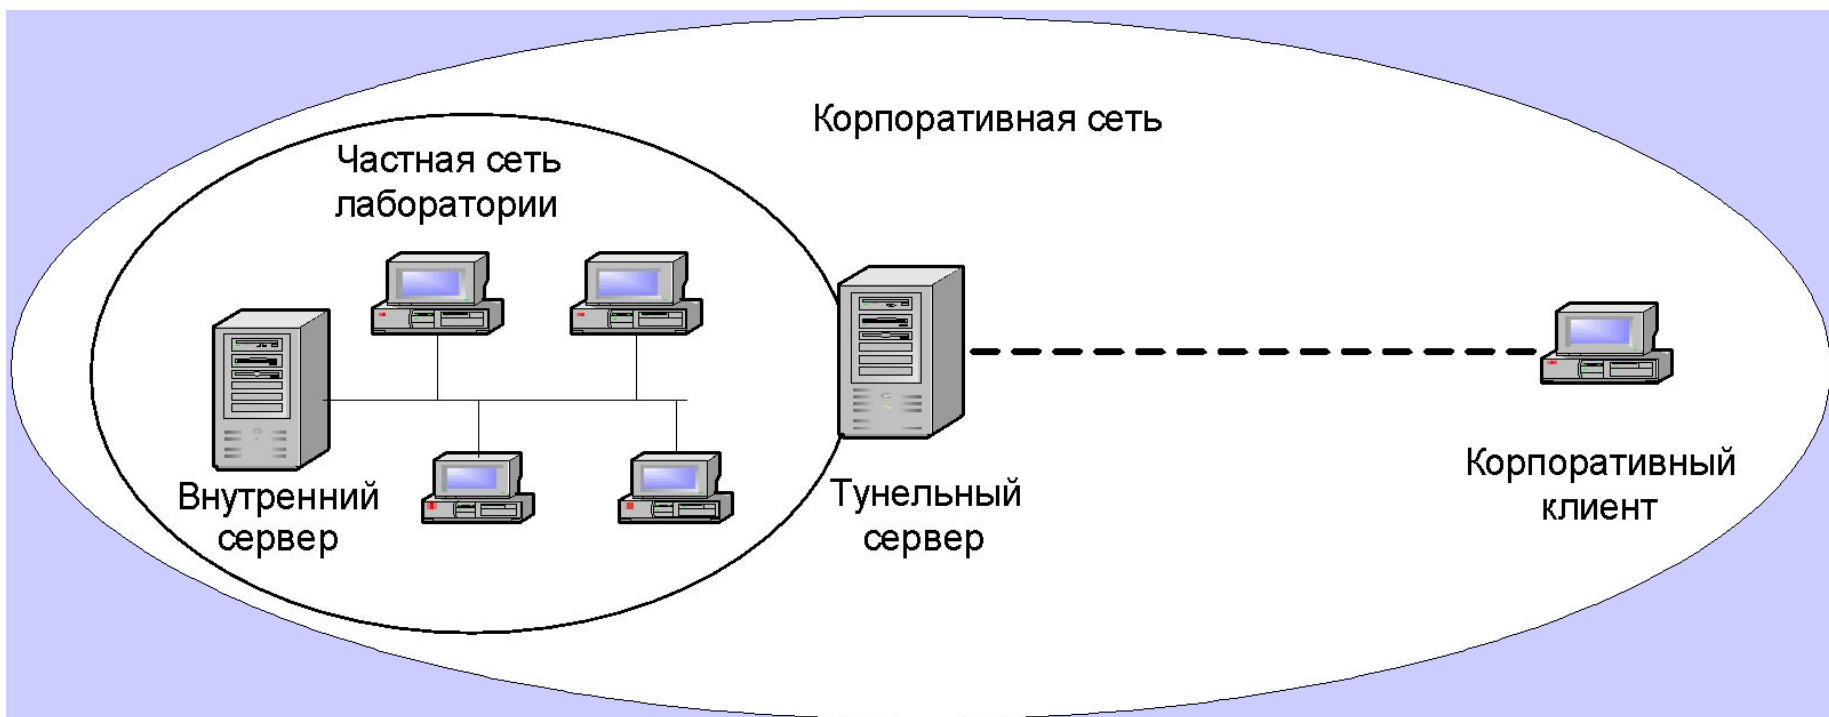 Корпоративная сеть
Частная сеть
лаборатории
Внутренний
сервер
Тунельный
сервер
Корпоративный
клиент